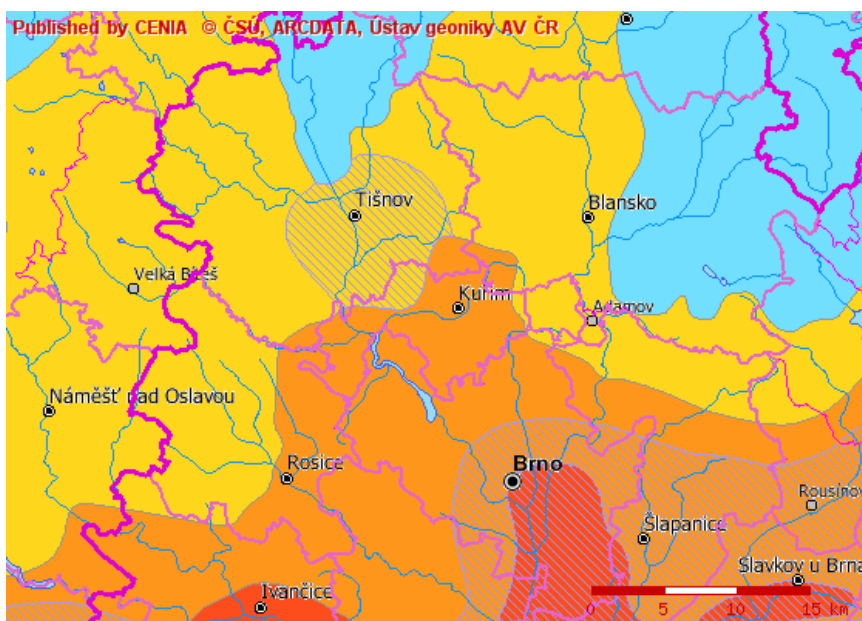 Published by CENIA © ČSÚ, ARCDATA, Ústav geoniky AV ČR
Tišnov
Blansko
Velká Bíteš
Kuřim
Adamov
Náměšť nad Oslavou
Rosice
Brno
Rousínov
Šlapanice
Slavkov u Brna
Ivančice
0 5 10 15 km